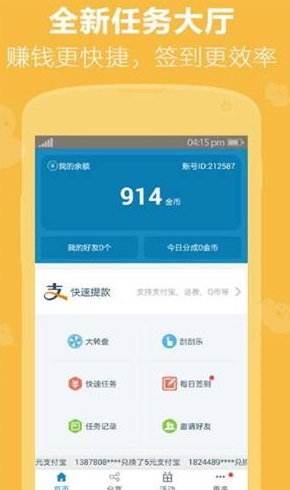 全新任务大厅
赚钱更快捷，签到更效率
04:15 pm
我的余额
账号ID:212587
914 金币
我的好友0个
今日分成0金币
支 快速提款
支持支付宝、话费、Q币等
大转盘
刮刮乐
快速任务
每日签到
任务记录
邀请好友
元支付宝 1387808****兑换了5元支付宝 1824489****兑换
首页
分享
活动
更多